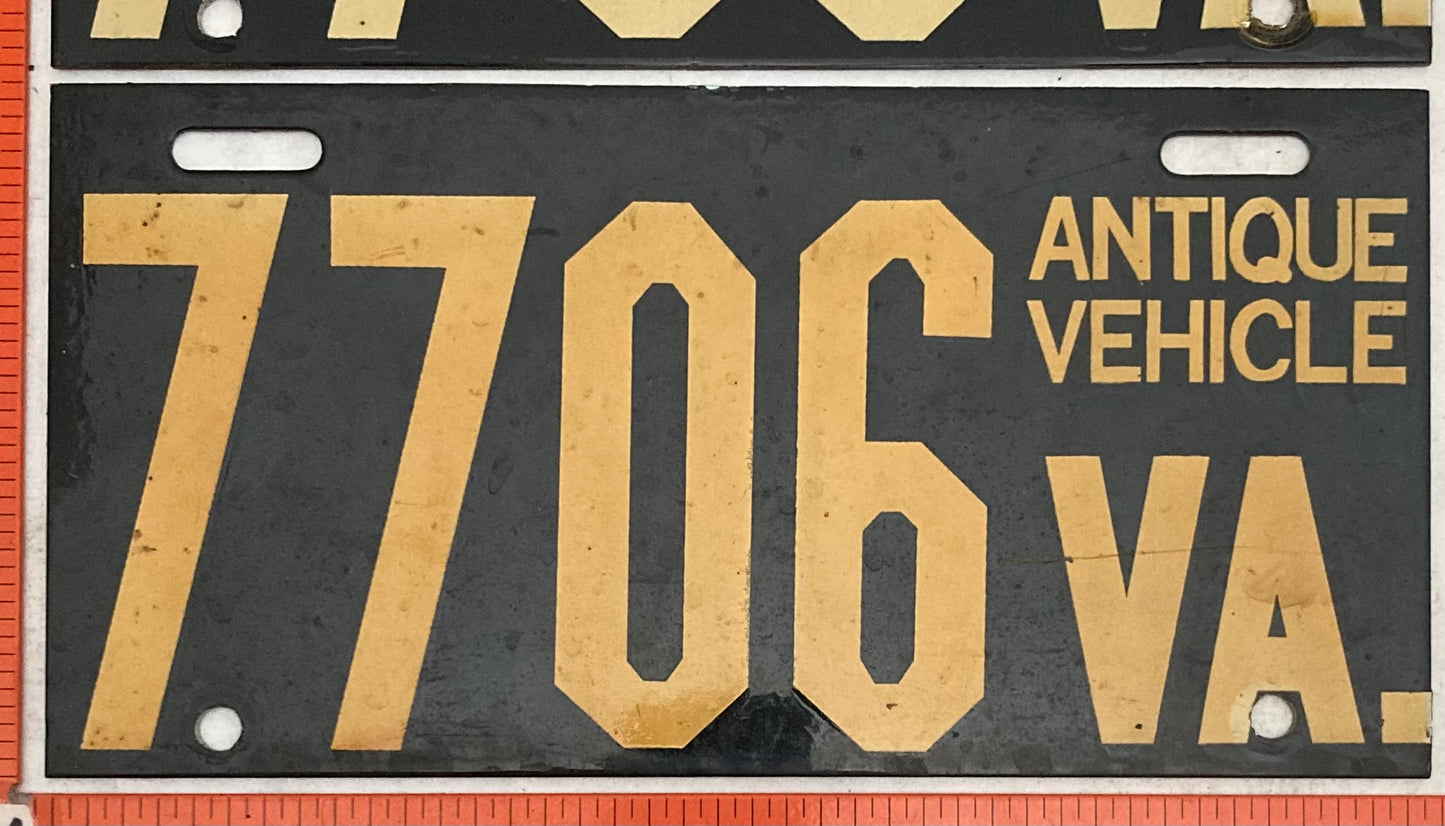 7706
ANTIQUE
VEHICLE
VA.